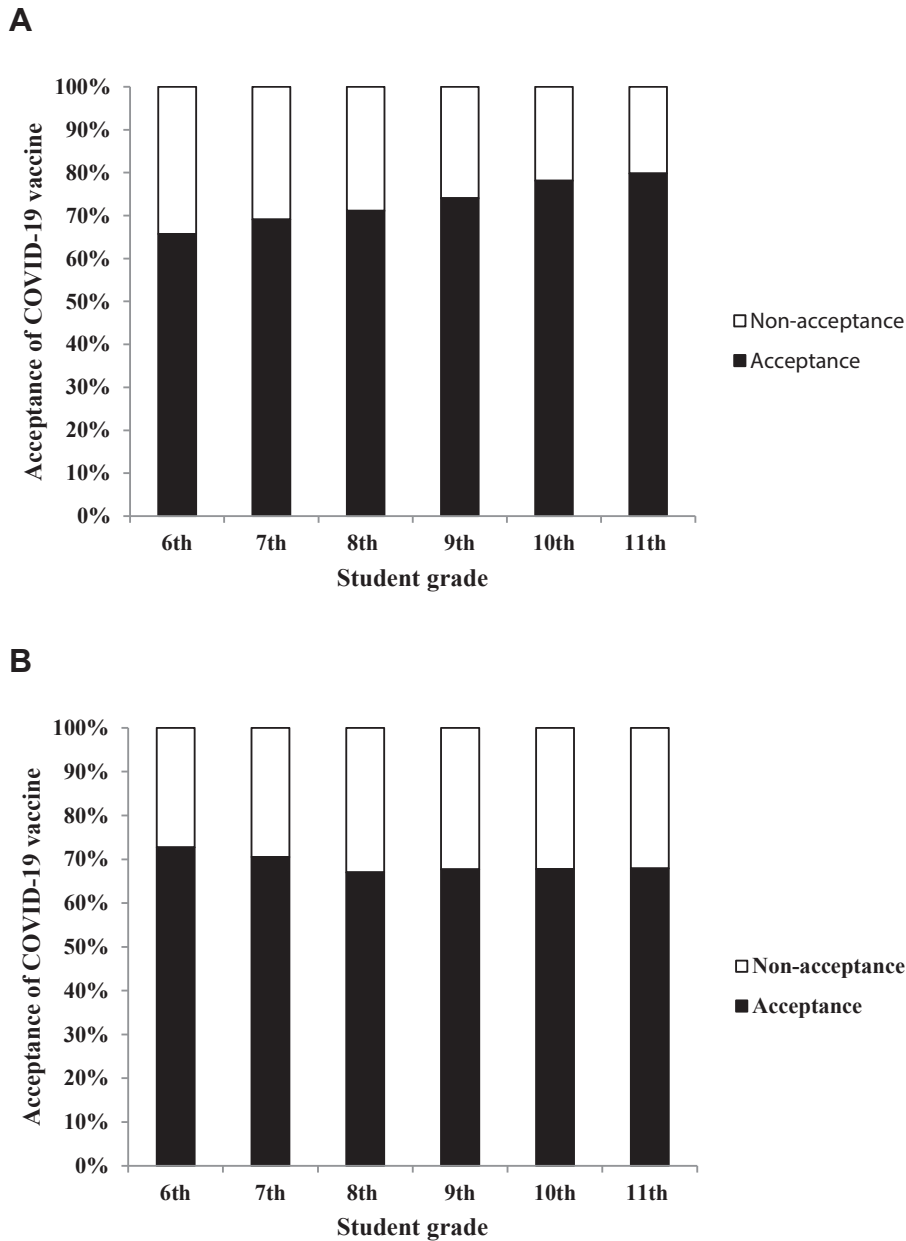 A
Acceptance of COVID-19 vaccine
100%
90%
80%
70%
60%
50%
40%
30%
20%
10%
0%
6th 7th 8th 9th 10th 11th
Student grade
Non-acceptance
Acceptance
B
Acceptance of COVID-19 vaccine
100%
90%
80%
70%
60%
50%
40%
30%
20%
10%
0%
6th 7th 8th 9th 10th 11th
Student grade
Non-acceptance
Acceptance